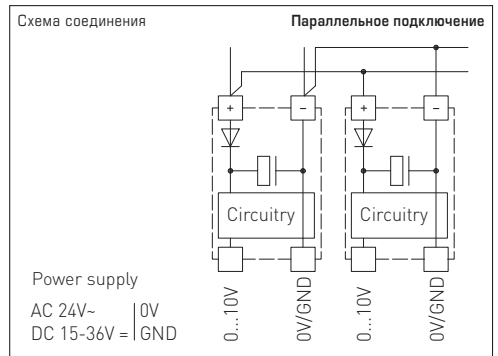 Схема соединения
Параллельное подключение
+ − + −
Circuitry Circuitry
Power supply
AC 24V~ 0V
DC 15-36V = GND
0...10V
0V/GND
0...10V
0V/GND